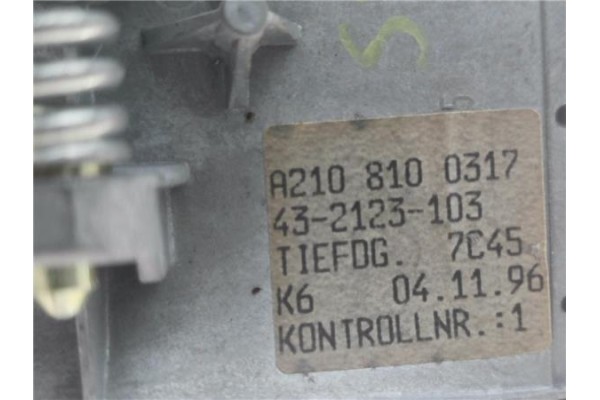 A210 810 0317
43-2123-103
TIEFDG. 7C45
K6 04.11.96
KONTROLLNR.:1